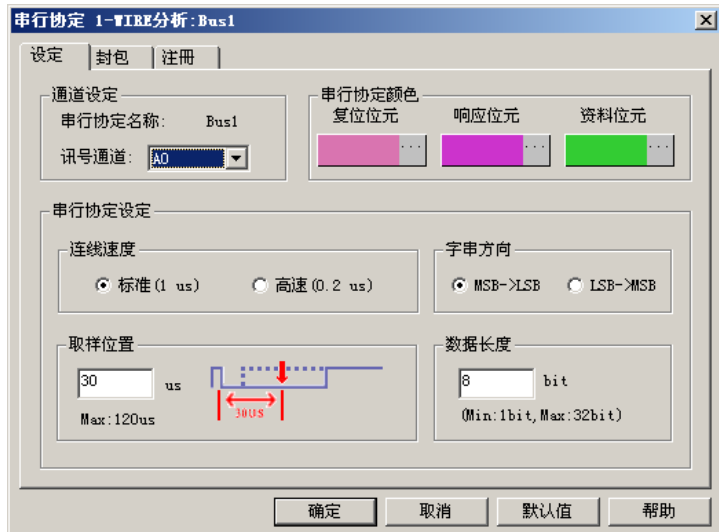 串行协定 1-WIRE分析:Bus1
设定 封包 注册
通道设定
串行协定名称: Bus1
讯号通道: A0
串行协定颜色
复位位元 响应位元 资料位元
... ... ...
串行协定设定
连线速度
标准(1 us) 高速(0.2 us)
字串方向
MSB->LSB LSB->MSB
取样位置
30 us
30US
Max:120us
数据长度
8 bit
(Min:1bit,Max:32bit)
确定 取消 默认值 帮助